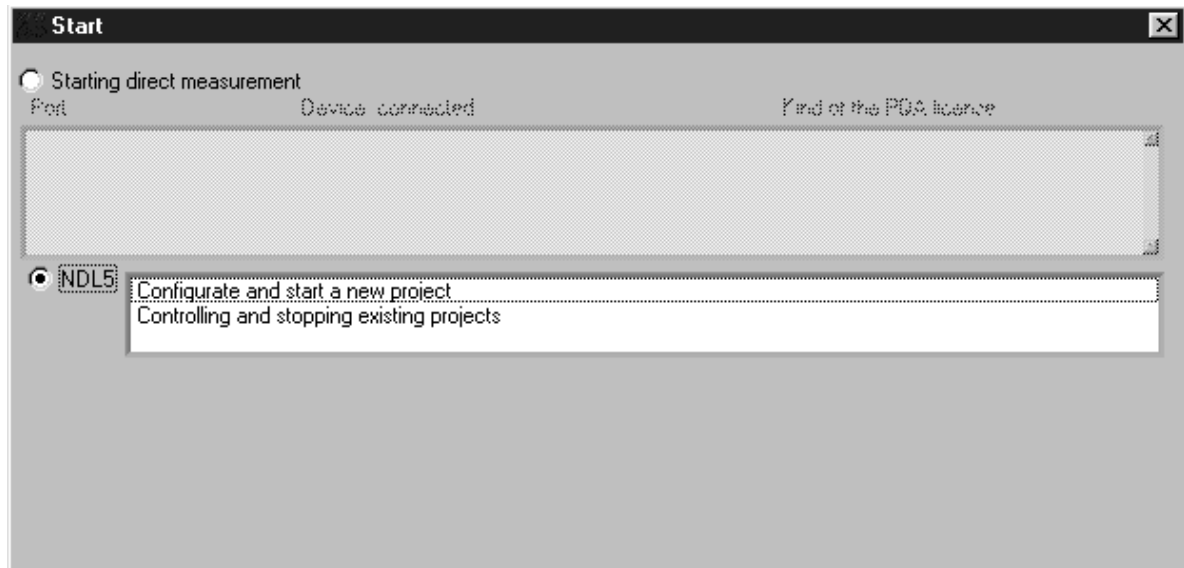 Start
Starting direct measurement
Port Device connected Kind of the PQA licence
NDL5
Configurate and start a new project
Controlling and stopping existing projects